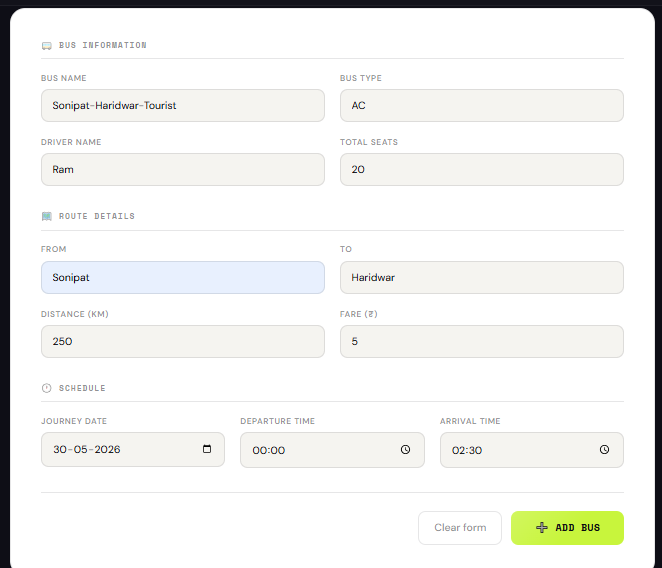 BUS INFORMATION
BUS NAME BUS TYPE
Sonipat-Haridwar-Tourist AC
DRIVER NAME TOTAL SEATS
Ram 20
ROUTE DETAILS
FROM TO
Sonipat Haridwar
DISTANCE (KM) FARE (₹)
250 5
SCHEDULE
JOURNEY DATE DEPARTURE TIME ARRIVAL TIME
30-05-2026 00:00 02:30
Clear form ADD BUS